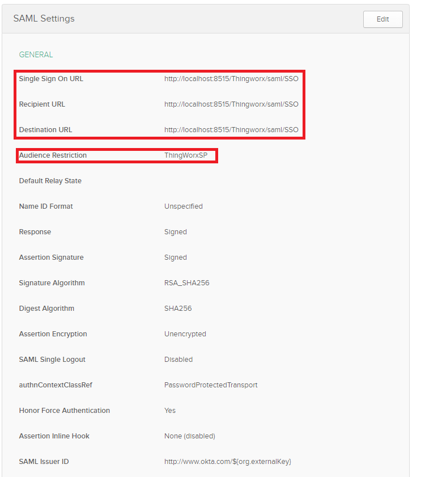 SAML Settings
Edit
GENERAL
Single Sign On URL http://localhost:8515/Thingworx/saml/SSO
Recipient URL http://localhost:8515/Thingworx/saml/SSO
Destination URL http://localhost:8515/Thingworx/saml/SSO
Audience Restriction ThingWorxSP
Default Relay State
Name ID Format Unspecified
Response Signed
Assertion Signature Signed
Signature Algorithm RSA_SHA256
Digest Algorithm SHA256
Assertion Encryption Unencrypted
SAML Single Logout Disabled
authnContextClassRef PasswordProtectedTransport
Honor Force Authentication Yes
Assertion Inline Hook None (disabled)
SAML Issuer ID http://www.okta.com/${org.externalKey}